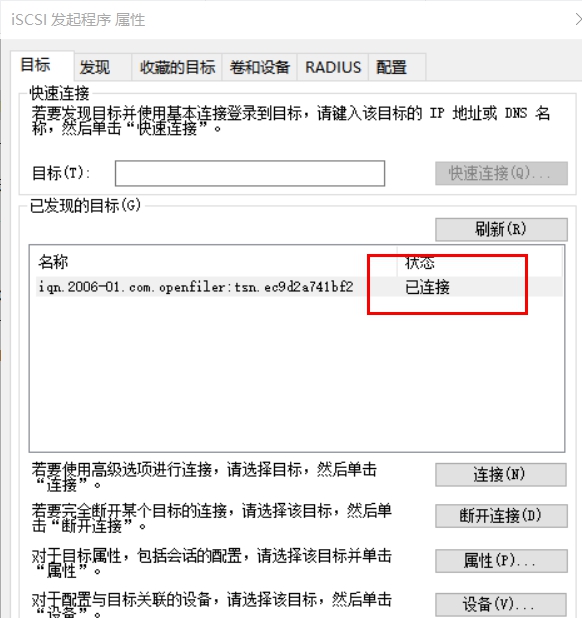 iSCSI 发起程序 属性
目标 发现 收藏的目标 卷和设备 RADIUS 配置
快速连接
若要发现目标并使用基本连接登录到目标，请键入该目标的 IP 地址或 DNS 名
称，然后单击“快速连接”。
目标(T): 快速连接(Q)...
已发现的目标(G)
刷新(R)
名称 状态
iqn.2006-01.com.openfiler:tsn.ec9d2a741bf2 已连接
若要使用高级选项进行连接，请选择目标，然后单击
“连接”。
连接(N)
若要完全断开某个目标的连接，请选择该目标，然后单
击“断开连接”。
断开连接(D)
对于目标属性，包括会话的配置，请选择该目标并单击
“属性”。
属性(P)...
对于配置与目标关联的设备，请选择该目标，然后单击
“设备”。
设备(V)...